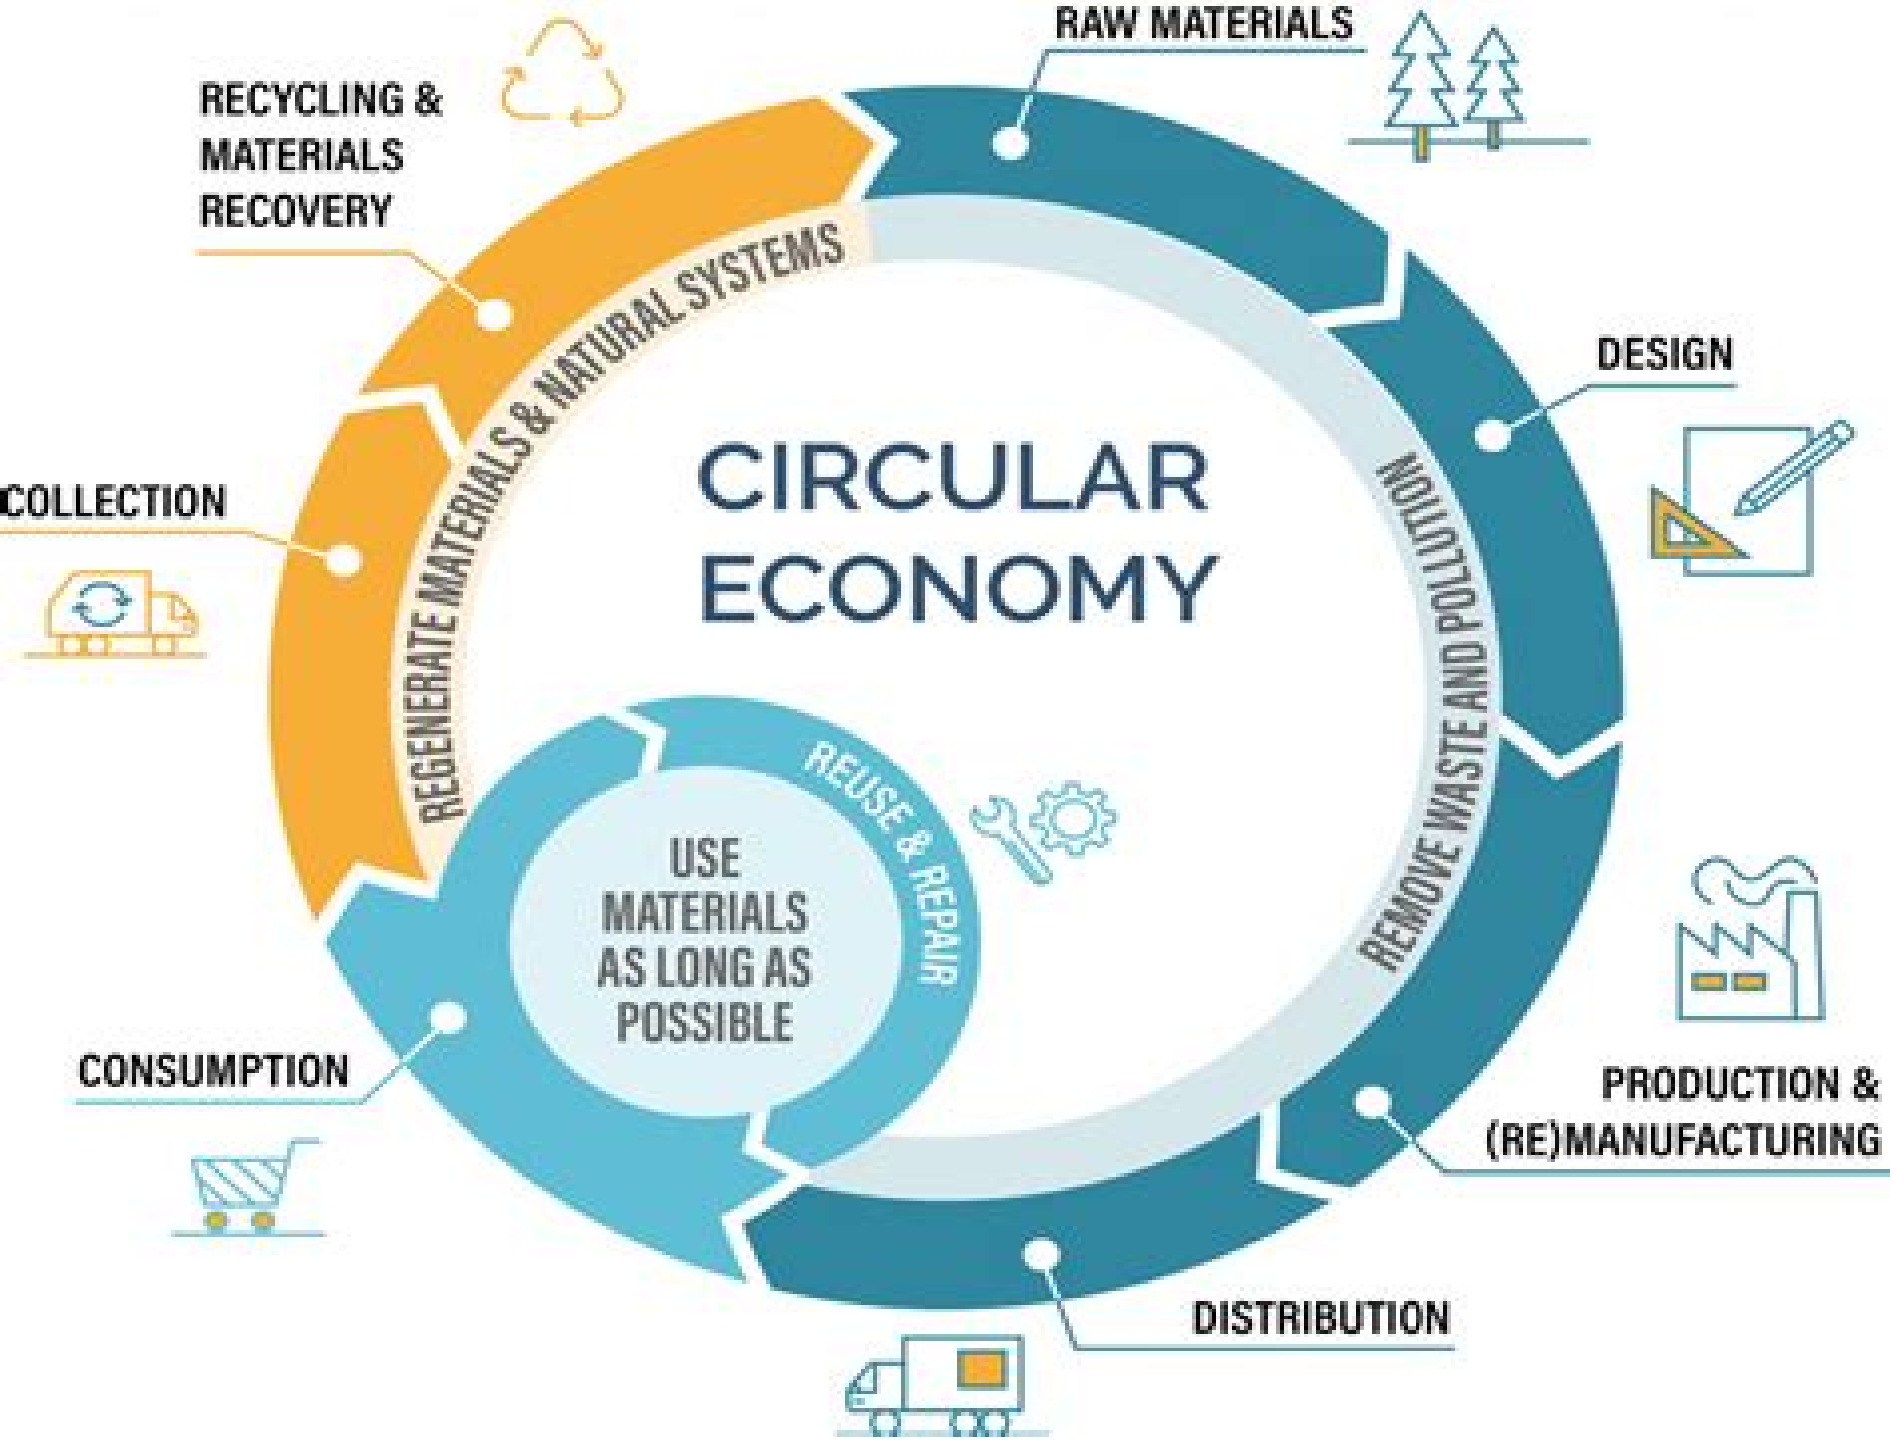 RAW MATERIALS
RECYCLING &
MATERIALS
RECOVERY
REGENERATE MATERIALS & NATURAL SYSTEMS
DESIGN
CIRCULAR
ECONOMY
COLLECTION
REMOVE WASTE AND POLLUTION
REUSE & REPAIR
USE
MATERIALS
AS LONG AS
POSSIBLE
CONSUMPTION
PRODUCTION &
(RE)MANUFACTURING
DISTRIBUTION